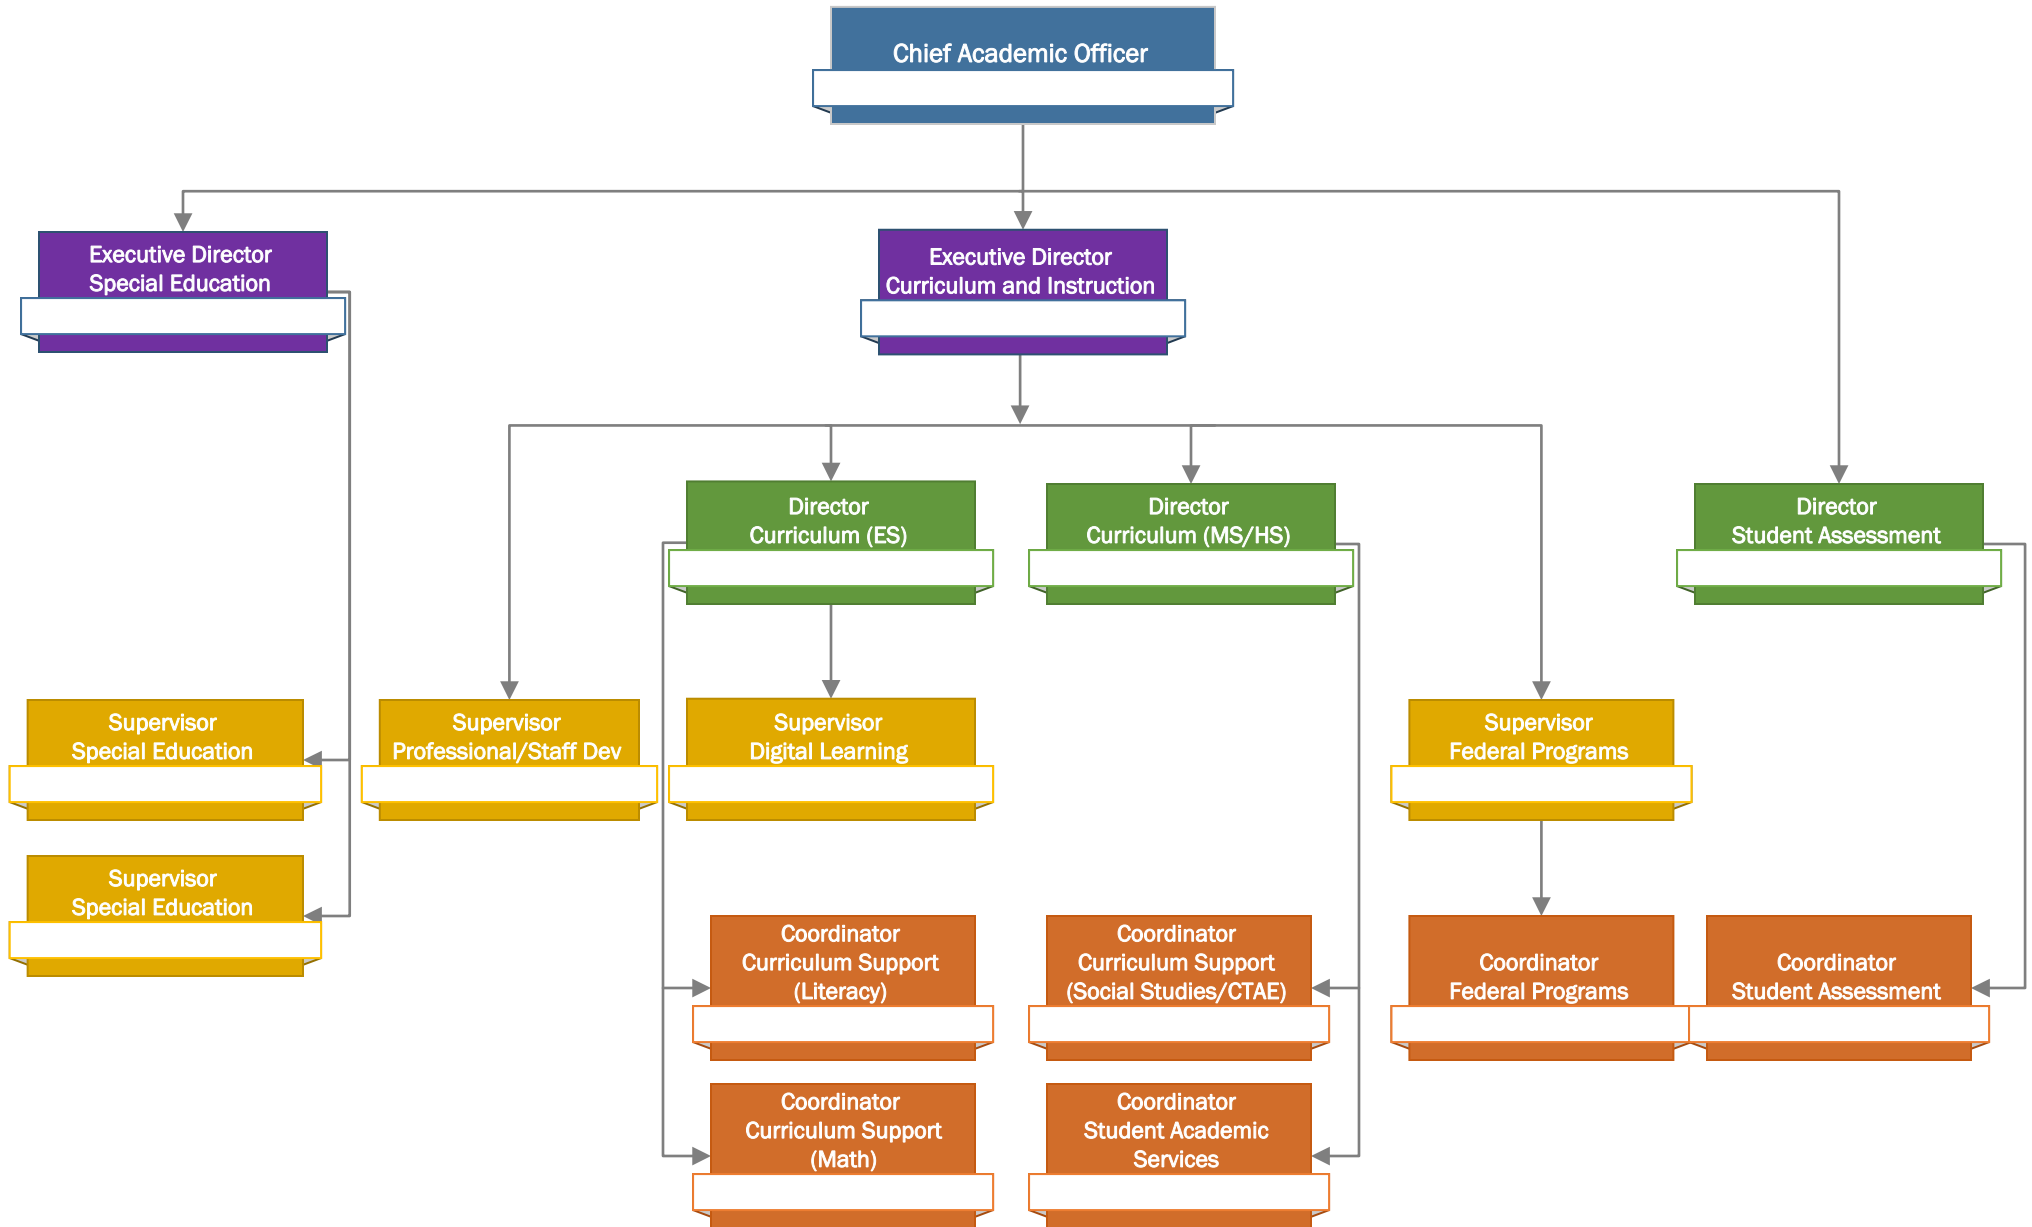 Chief Academic Officer
Executive Director
Special Education
Executive Director
Curriculum and Instruction
Director
Curriculum (ES)
Director
Curriculum (MS/HS)
Director
Student Assessment
Supervisor
Special Education
Supervisor
Professional/Staff Dev
Supervisor
Digital Learning
Supervisor
Federal Programs
Supervisor
Special Education
Coordinator
Curriculum Support
(Literacy)
Coordinator
Curriculum Support
(Social Studies/CTAE)
Coordinator
Federal Programs
Coordinator
Student Assessment
Coordinator
Curriculum Support
(Math)
Coordinator
Student Academic
Services